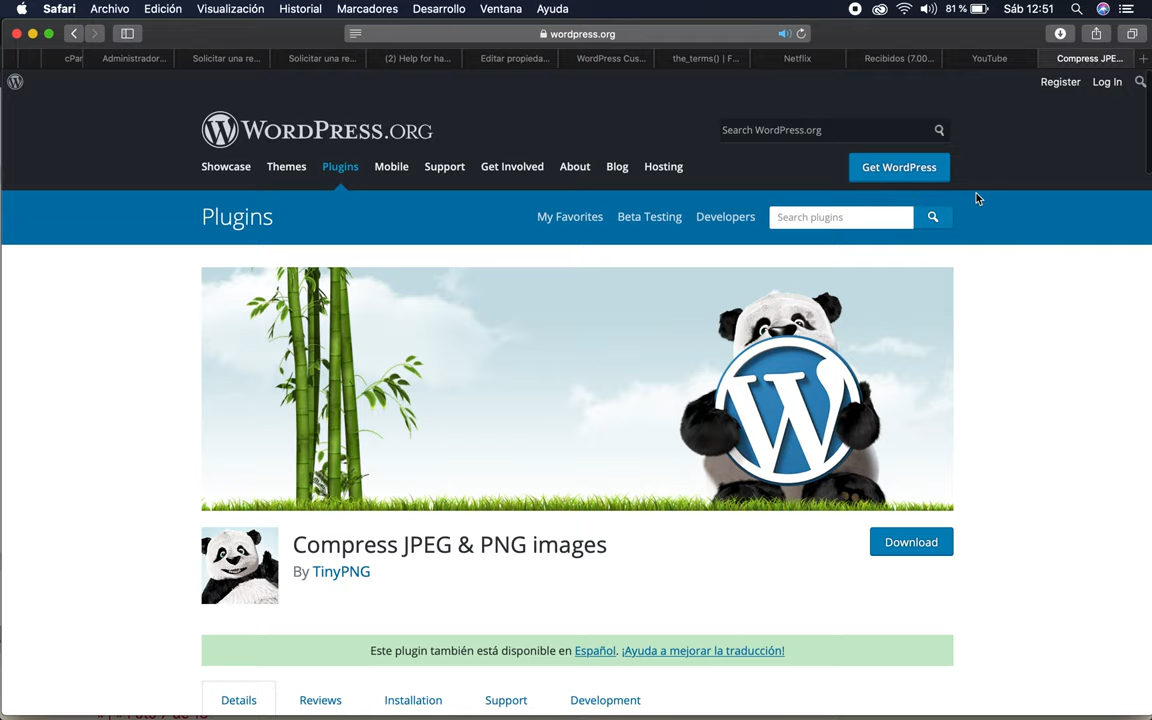 Safari Archivo Edición Visualización Historial Marcadores Desarrollo Ventana Ayuda 81 % Sáb 12:51
wordpress.org
cPar Administrador... Solicitar una re... Solicitar una re... (2) Help for ha... Editar propieda... WordPress Cus... the_terms() | F... Netflix Recibidos (7.00... YouTube Compress JPE...
Register Log In
WORDPRESS.ORG
Search WordPress.org
Showcase Themes Plugins Mobile Support Get Involved About Blog Hosting
Get WordPress
Plugins
My Favorites Beta Testing Developers
Search plugins
Compress JPEG & PNG images
Download
By TinyPNG
Este plugin también está disponible en Español. ¡Ayuda a mejorar la traducción!
Details Reviews Installation Support Development